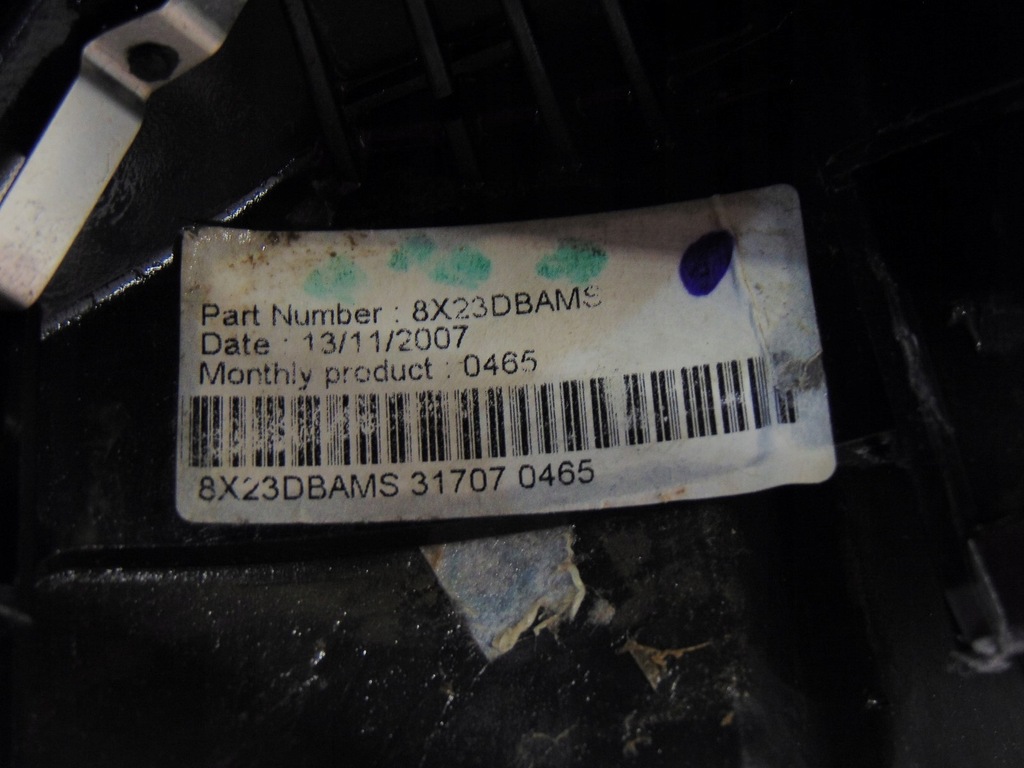 Part Number : 8X23DBAMS
Date : 13/11/2007
Monthly product : 0465
8X23DBAMS 31707 0465